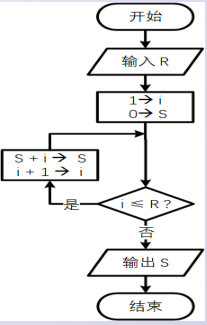 开始
输入 R
1→ i
0→ S
S + i → S
i + 1 → i
i ≤ R?
是
否
输出 S
结束